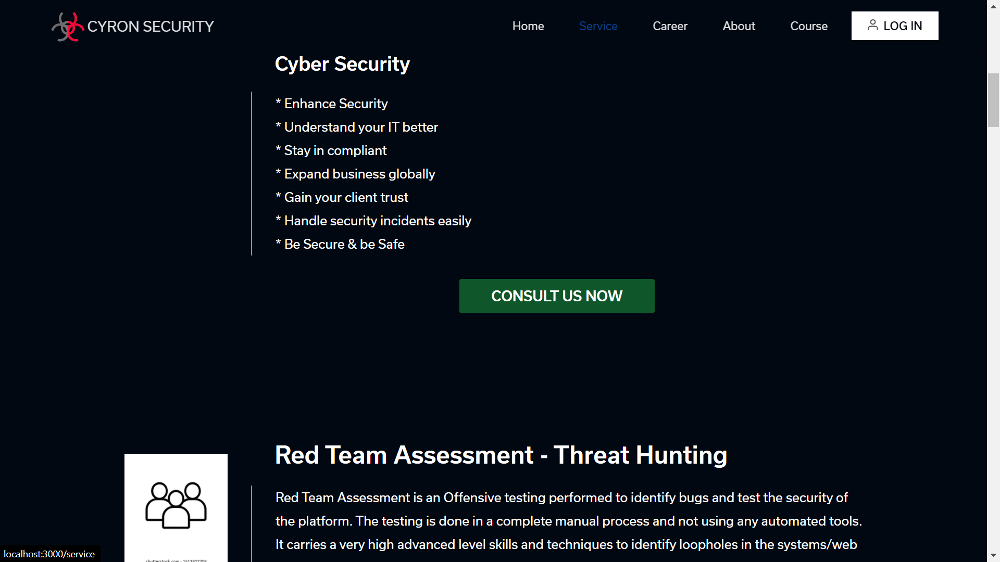 CYRON SECURITY
Home
Service
Career
About
Course
LOG IN
Cyber Security
* Enhance Security
* Understand your IT better
* Stay in compliant
* Expand business globally
* Gain your client trust
* Handle security incidents easily
* Be Secure & be Safe
CONSULT US NOW
Red Team Assessment - Threat Hunting
Red Team Assessment is an Offensive testing performed to identify bugs and test the security of
the platform. The testing is done in a complete manual process and not using any automated tools.
It carries a very high advanced level skills and techniques to identify loopholes in the systems/web
shutterstock.com · 1511927708
localhost:3000/service